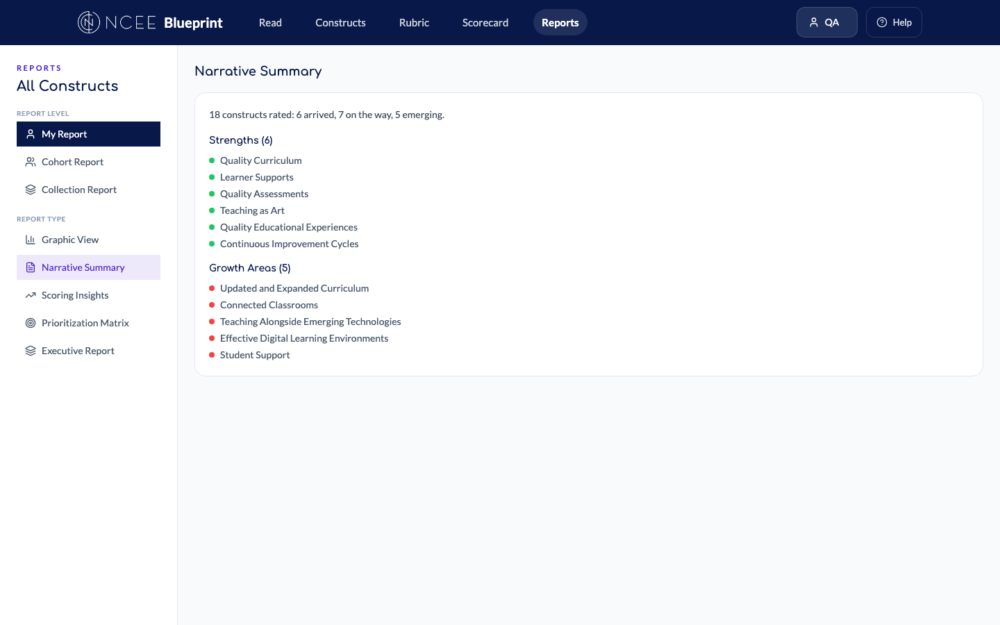 NCEE Blueprint
Read
Constructs
Rubric
Scorecard
Reports
QA
Help
REPORTS
All Constructs
REPORT LEVEL
My Report
Cohort Report
Collection Report
REPORT TYPE
Graphic View
Narrative Summary
Scoring Insights
Prioritization Matrix
Executive Report
Narrative Summary
18 constructs rated: 6 arrived, 7 on the way, 5 emerging.
Strengths (6)
Quality Curriculum
Learner Supports
Quality Assessments
Teaching as Art
Quality Educational Experiences
Continuous Improvement Cycles
Growth Areas (5)
Updated and Expanded Curriculum
Connected Classrooms
Teaching Alongside Emerging Technologies
Effective Digital Learning Environments
Student Support